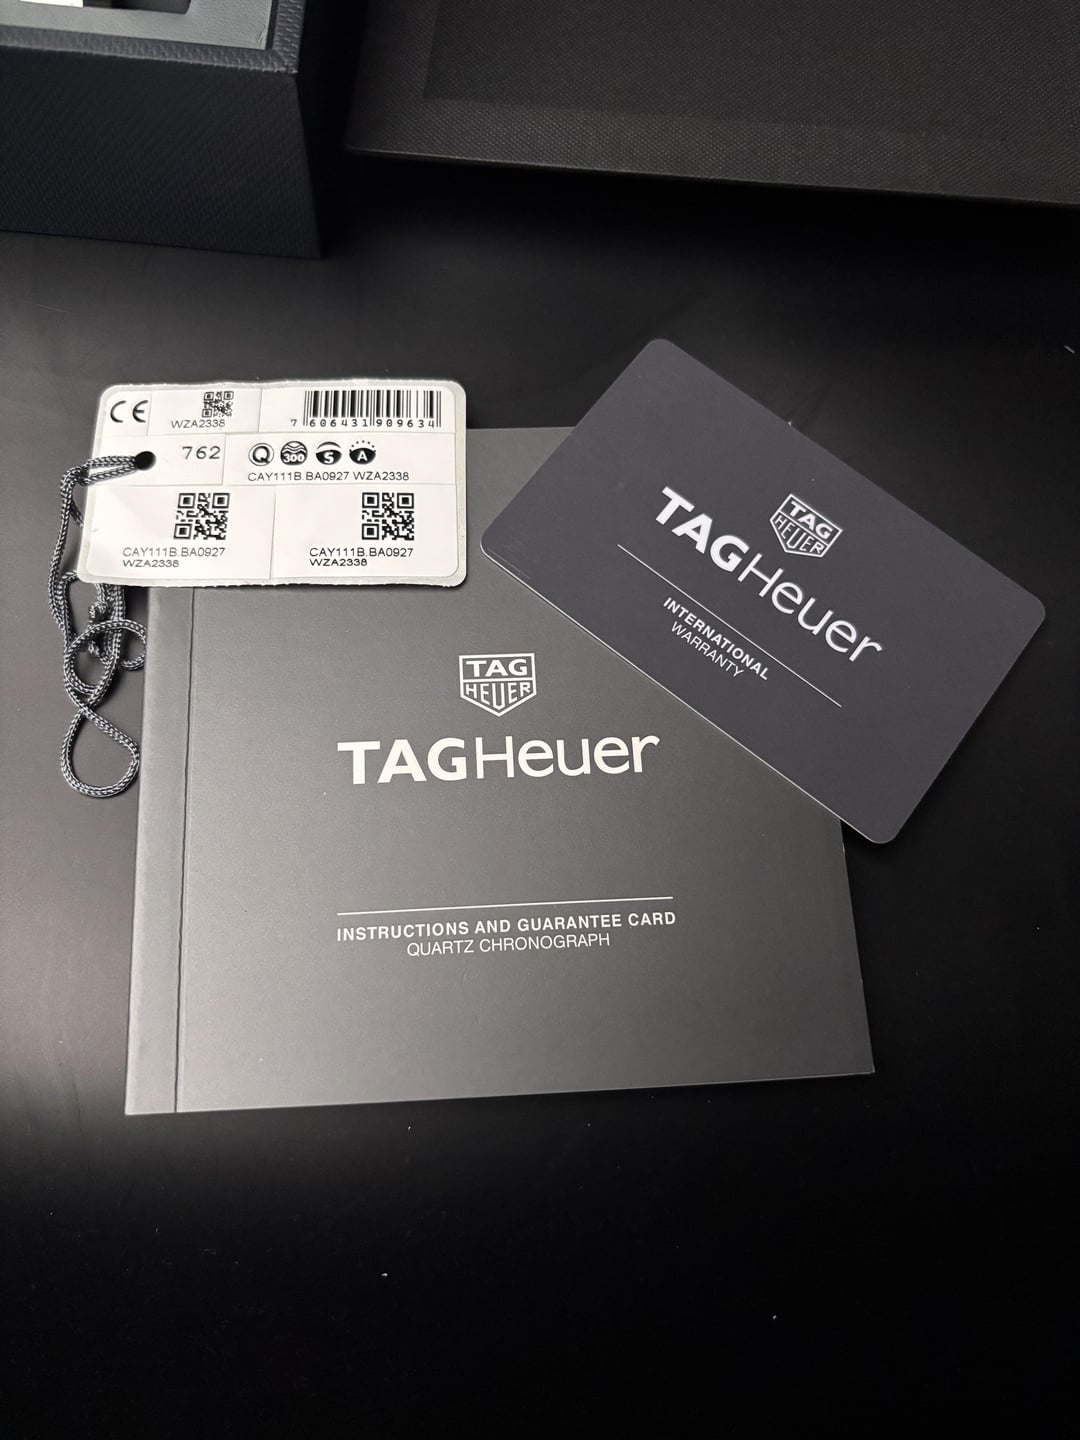 CE
WZA2338
7 606431 909634
762
Q 300 S A
CAY111B.BA0927 WZA2338
CAY111B.BA0927
WZA2338
CAY111B.BA0927
WZA2338
TAG
HEUER
TAGHeuer
INTERNATIONAL
WARRANTY
TAG
HEUER
TAGHeuer
INSTRUCTIONS AND GUARANTEE CARD
QUARTZ CHRONOGRAPH